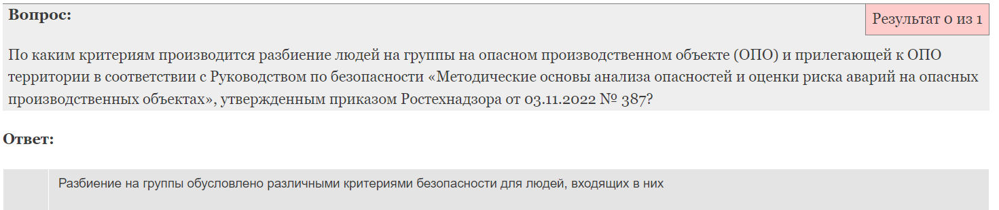 Вопрос:
Результат 0 из 1
По каким критериям производится разбиение людей на группы на опасном производственном объекте (ОПО) и прилегающей к ОПО
территории в соответствии с Руководством по безопасности «Методические основы анализа опасностей и оценки риска аварий на опасных
производственных объектах», утвержденным приказом Ростехнадзора от 03.11.2022 № 387?
Ответ:
Разбиение на группы обусловлено различными критериями безопасности для людей, входящих в них